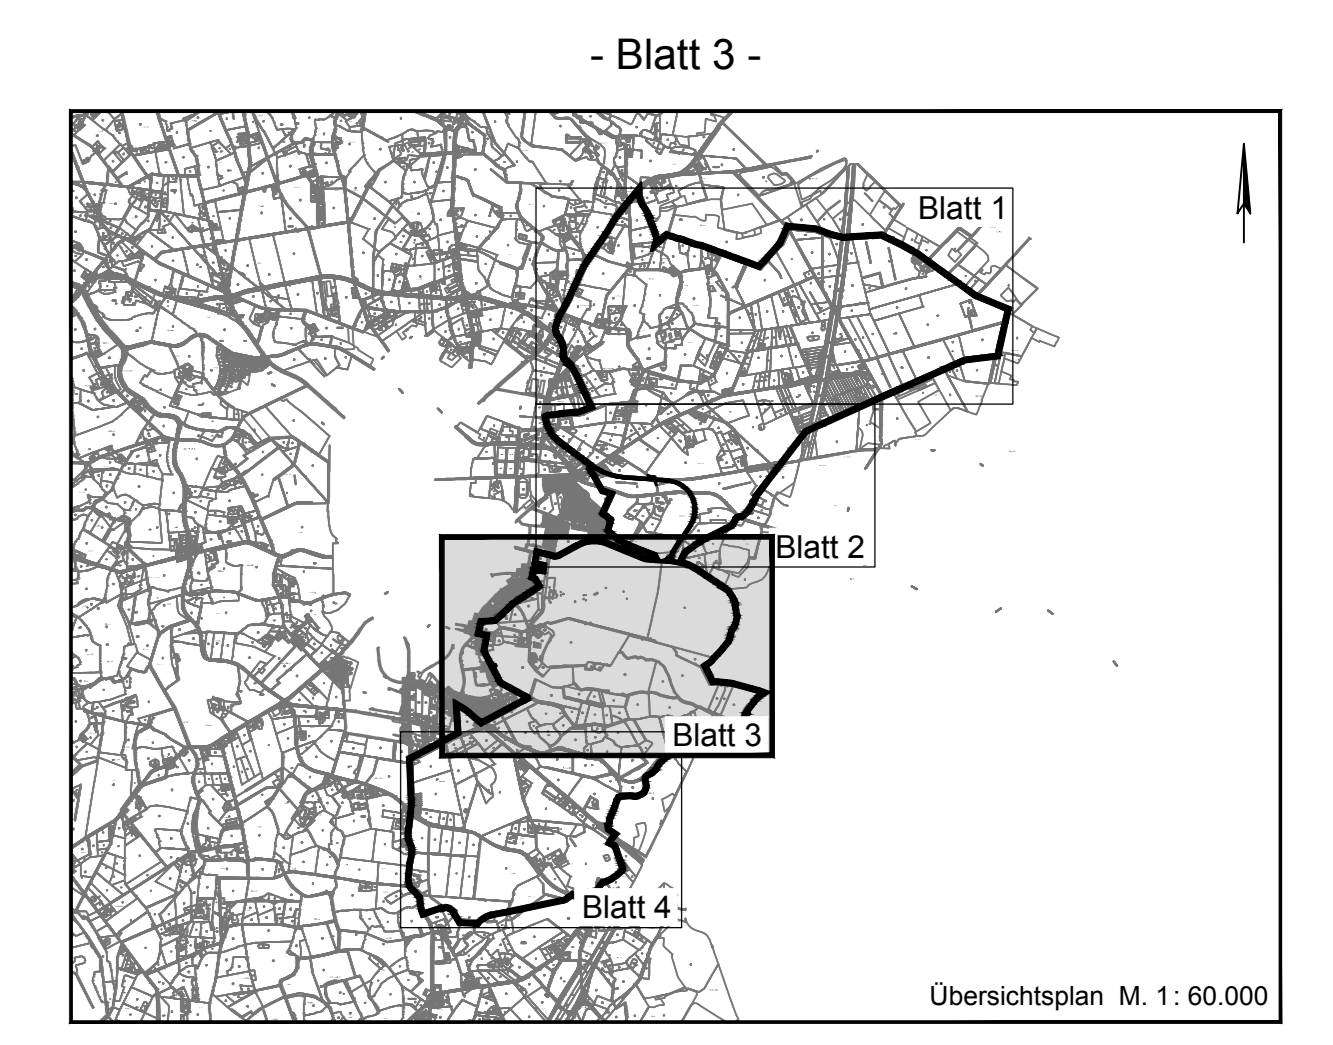 - Blatt 3 -
Blatt 1
Blatt 2
Blatt 3
Blatt 4
Übersichtsplan M. 1 : 60.000